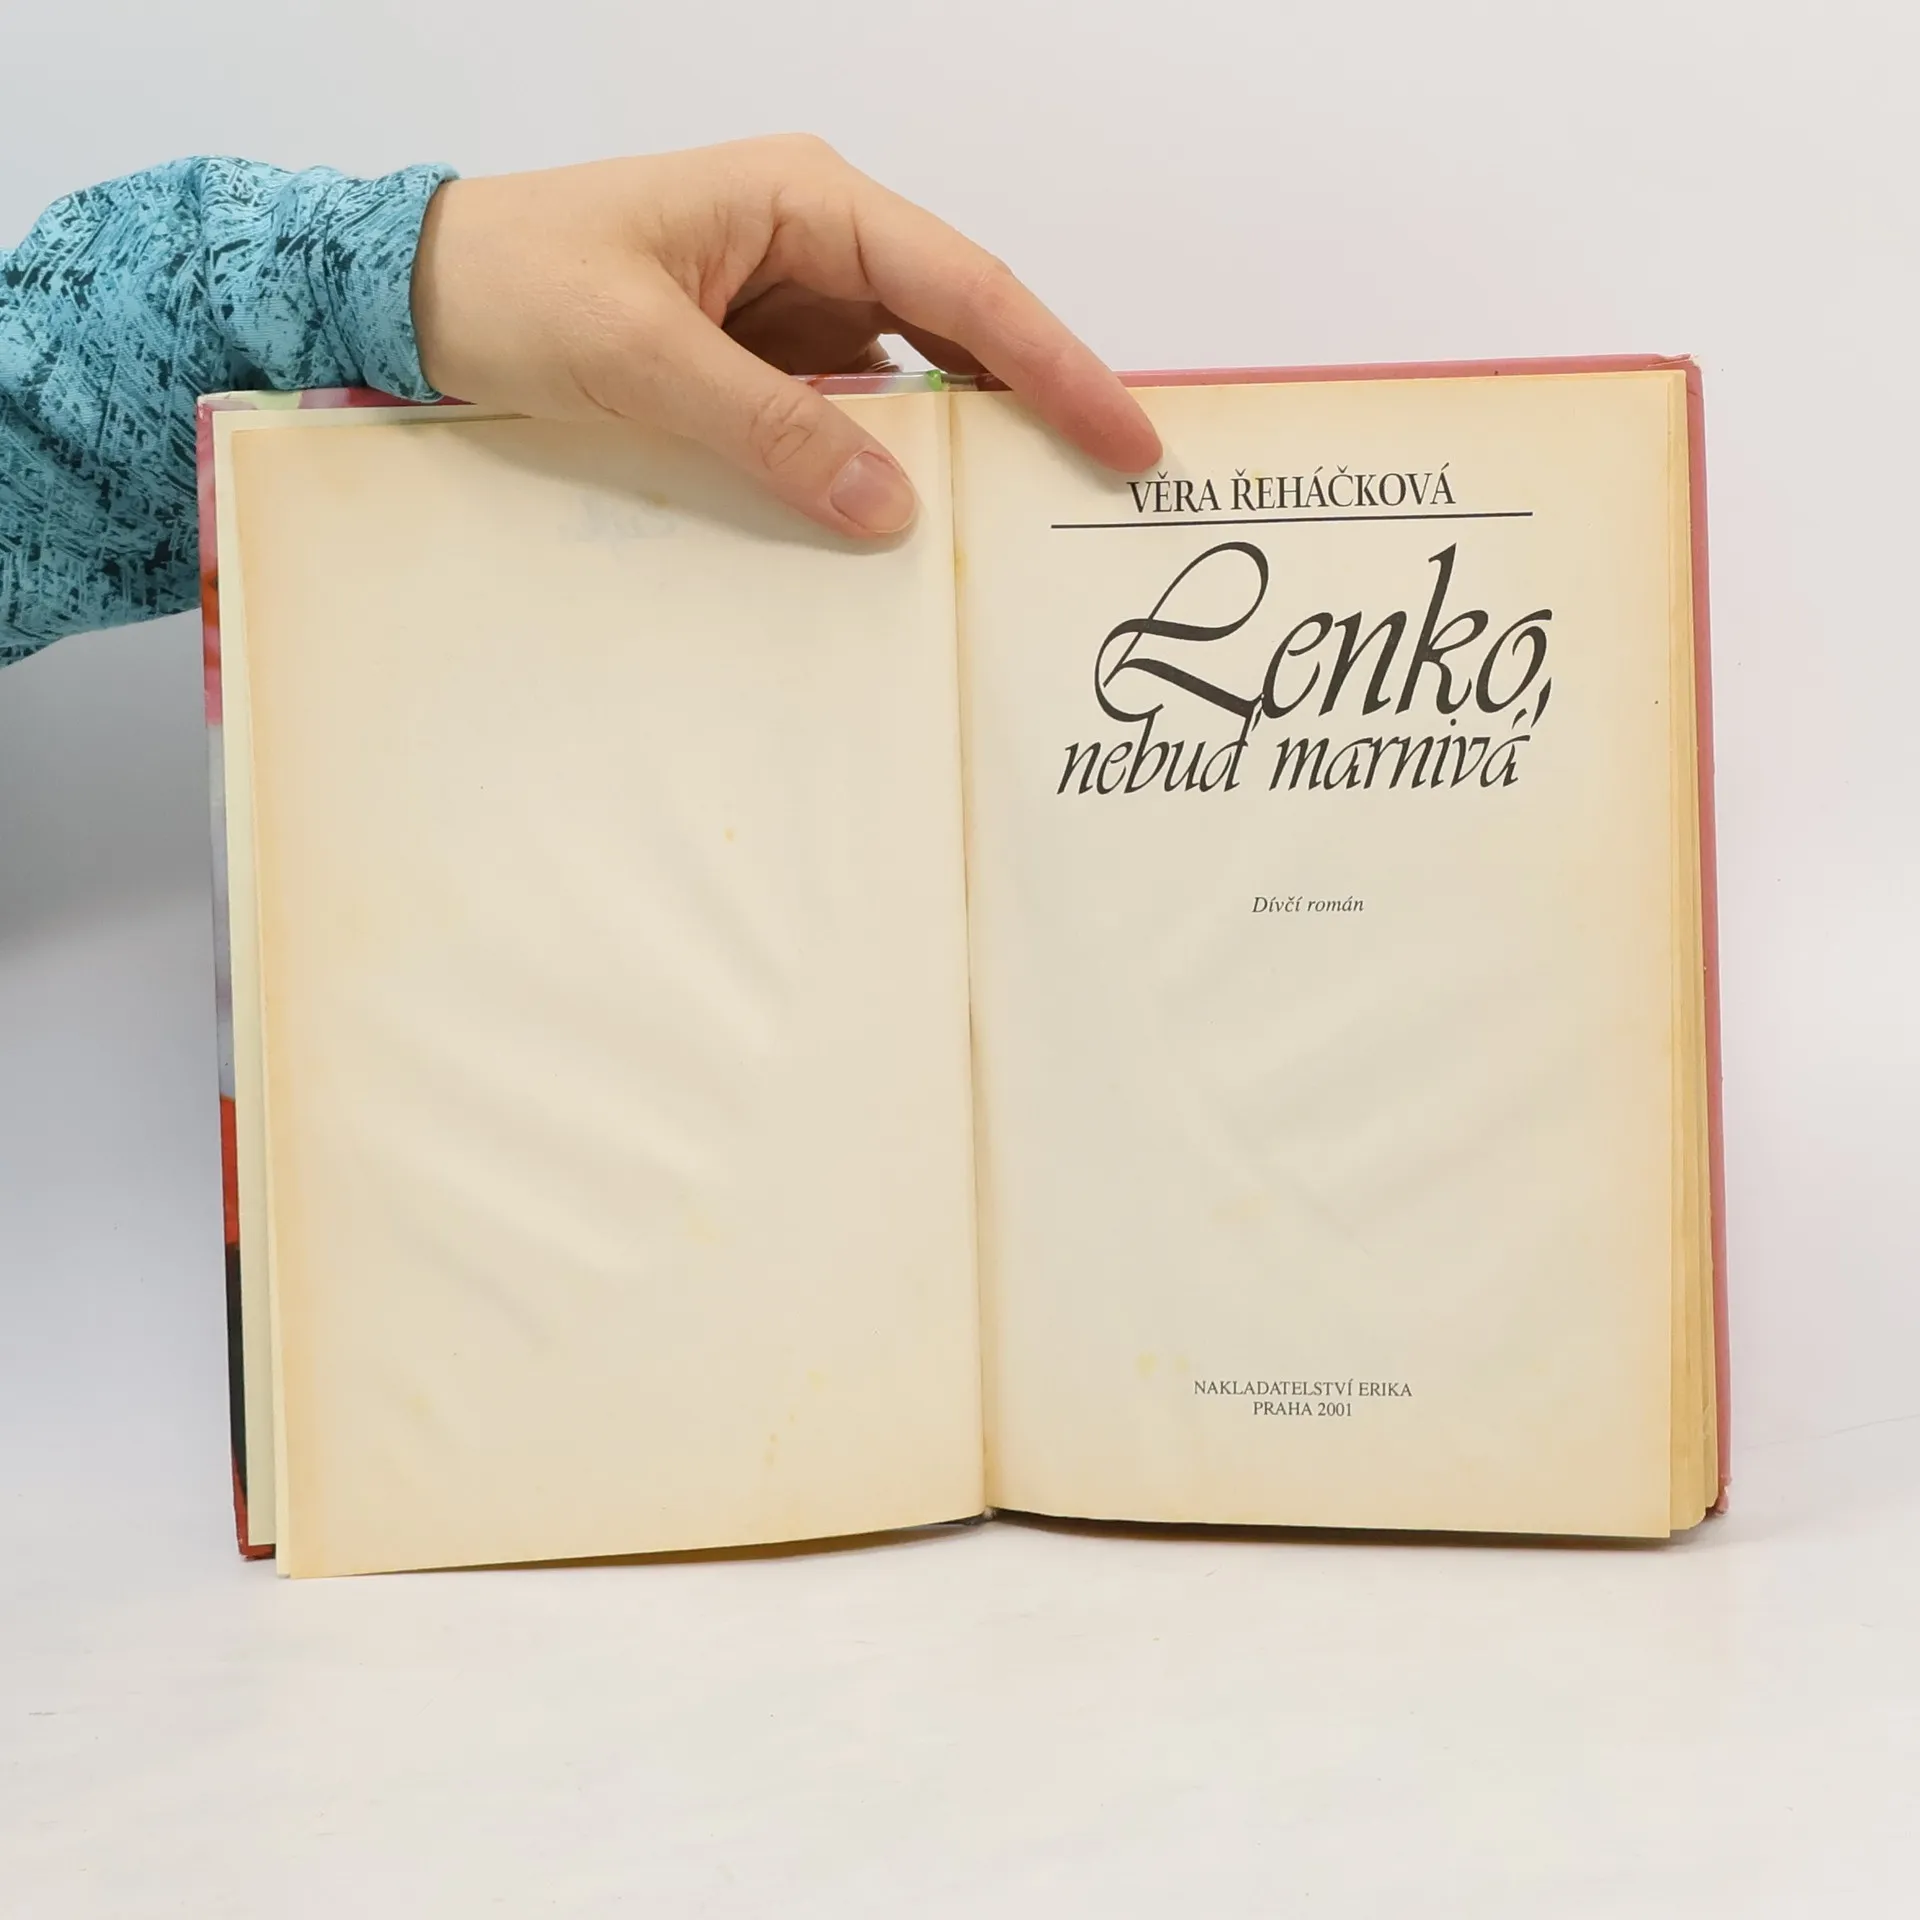 VĚRA ŘEHÁČKOVÁ
Lenko,
nebuď marnivá
Dívčí román
NAKLADATELSTVÍ ERIKA
PRAHA 2001